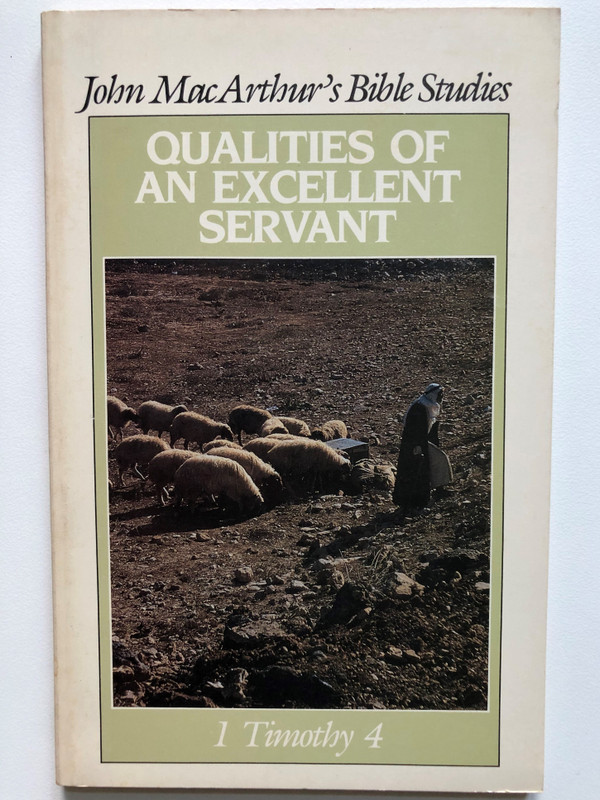 John MacArthur's Bible Studies
QUALITIES OF
AN EXCELLENT
SERVANT
1 Timothy 4